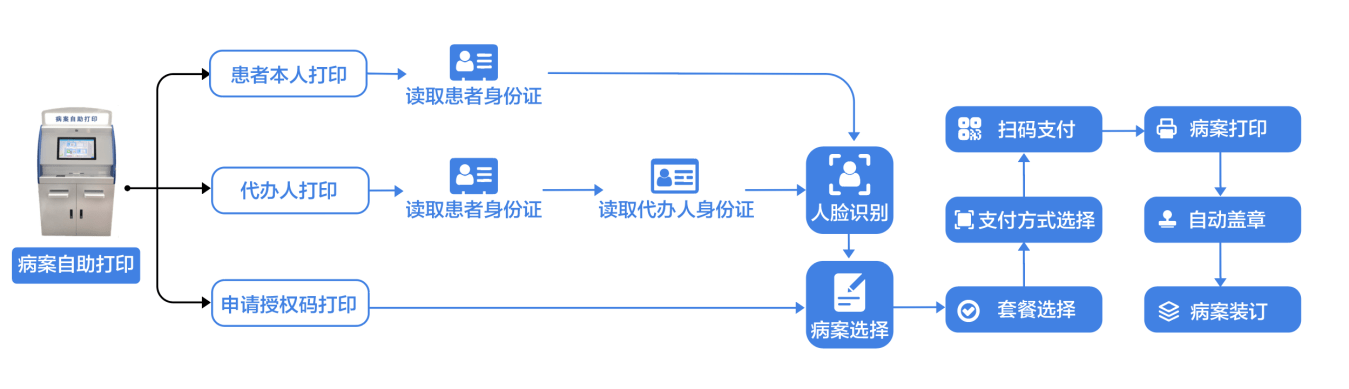 病案自助打印
病案自助打印
患者本人打印
读取患者身份证
代办人打印
读取患者身份证
读取代办人身份证
申请授权码打印
人脸识别
病案选择
套餐选择
支付方式选择
扫码支付
病案打印
自动盖章
病案装订